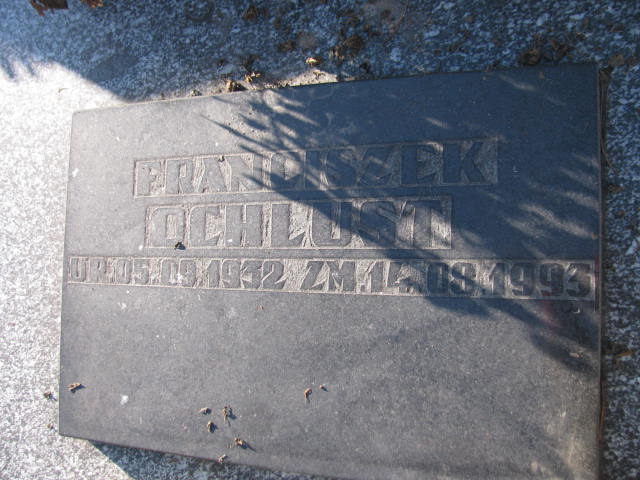 FRANCISZEK
OCHLUST
UR.05.09.1932 ZM.14.08.1993